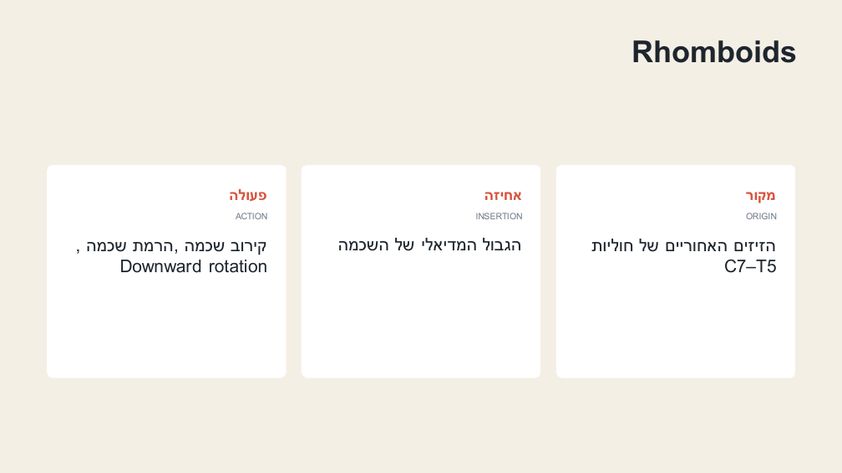 Rhomboids
מקור
ORIGIN
הזיזים האחוריים של חוליות
C7–T5
אחיזה
INSERTION
הגבול המדיאלי של השכמה
פעולה
ACTION
קירוב שכמה ,הרמת שכמה ,
Downward rotation